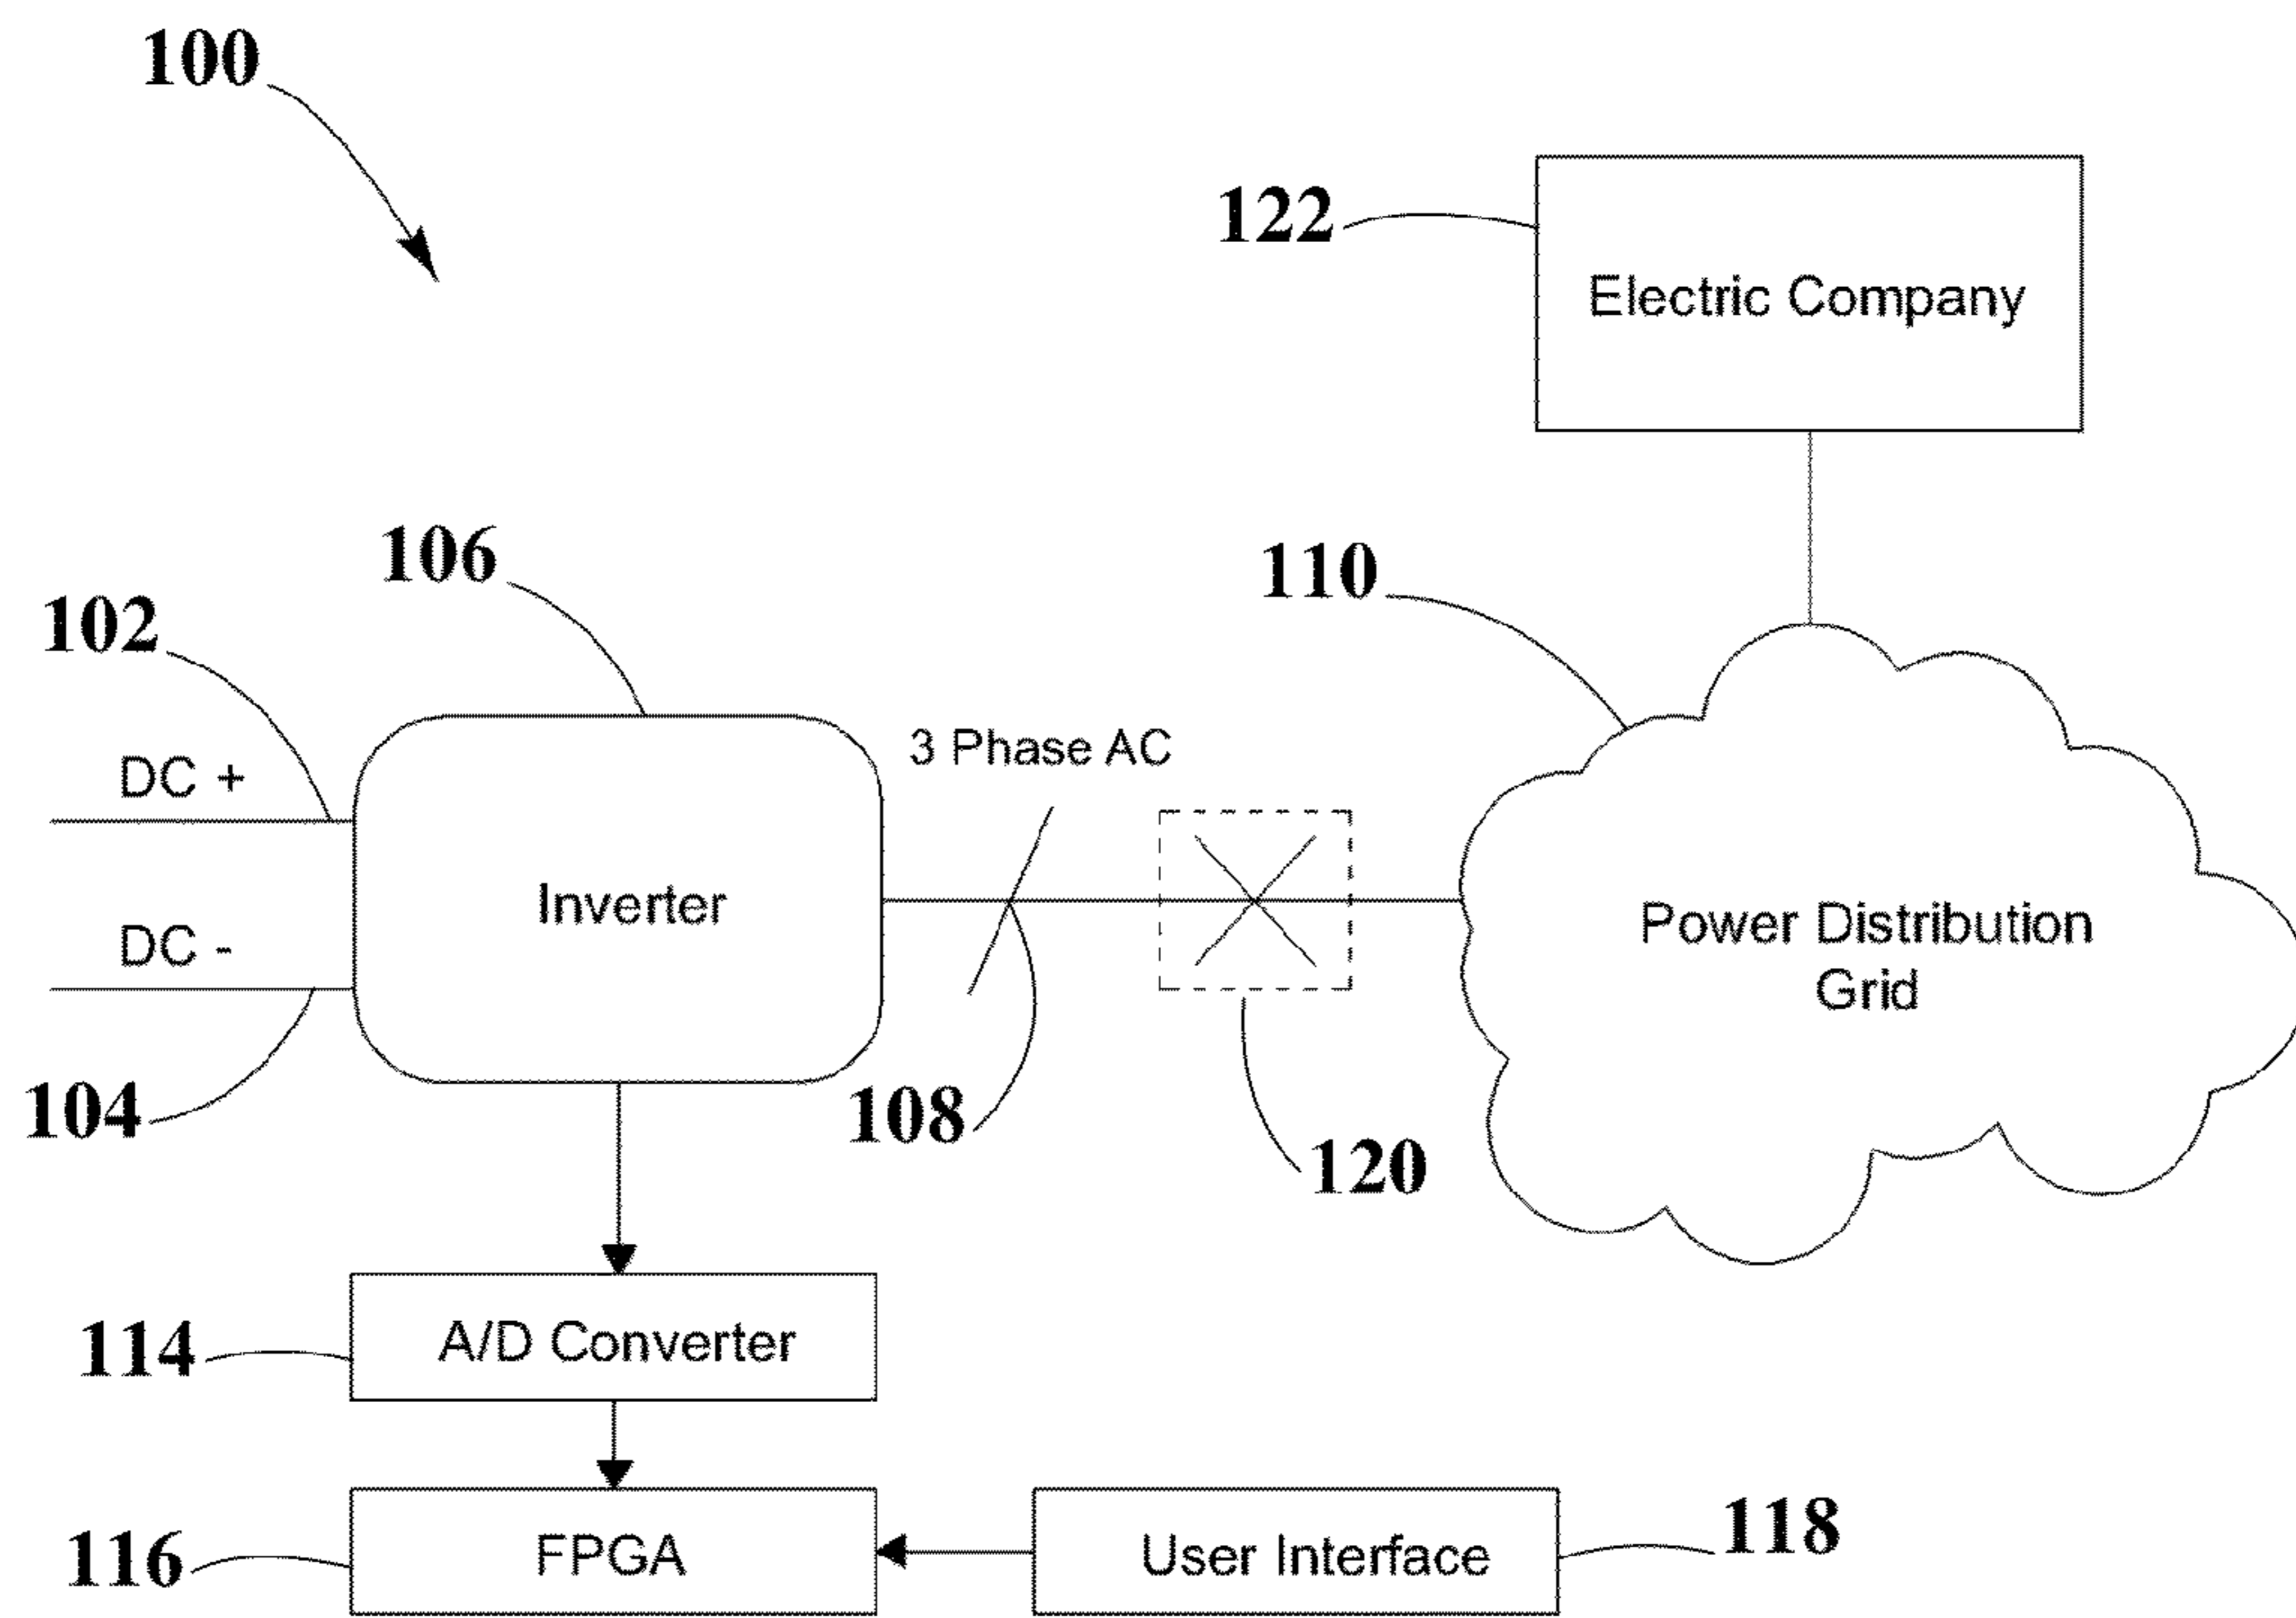 100
122
Electric Company
106
110
102
3 Phase AC
DC +
Inverter
Power Distribution
Grid
DC -
104
108
120
114
A/D Converter
116
FPGA
User Interface
118